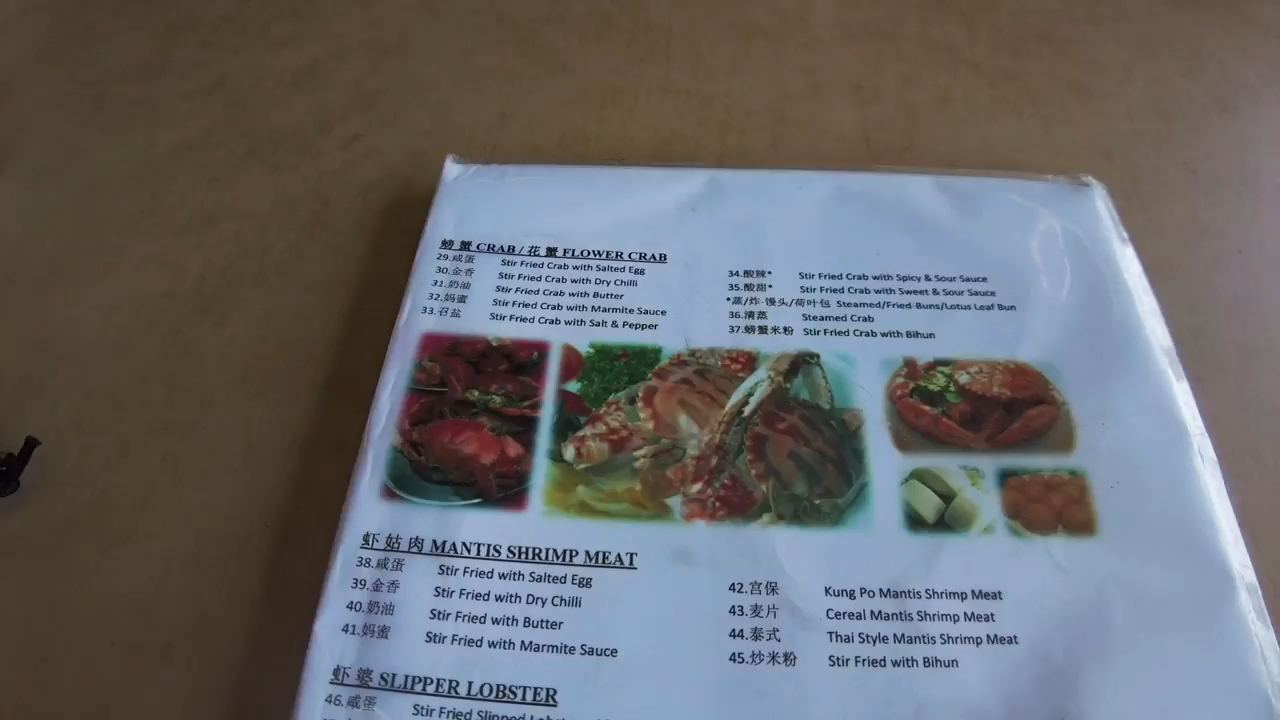 螃 蟹 CRAB / 花 蟹 FLOWER CRAB
29.咸蛋 Stir Fried Crab with Salted Egg
30.金香 Stir Fried Crab with Dry Chilli
31.奶油 Stir Fried Crab with Butter
32.妈蜜 Stir Fried Crab with Marmite Sauce
33.召盐 Stir Fried Crab with Salt & Pepper
34.酸辣* Stir Fried Crab with Spicy & Sour Sauce
35.酸甜* Stir Fried Crab with Sweet & Sour Sauce
*蒸/炸-馒头/荷叶包 Steamed/Fried-Buns/Lotus Leaf Bun
36.清蒸 Steamed Crab
37.螃蟹米粉 Stir Fried Crab with Bihun
虾 姑 肉 MANTIS SHRIMP MEAT
38.咸蛋 Stir Fried with Salted Egg
39.金香 Stir Fried with Dry Chilli
40.奶油 Stir Fried with Butter
41.妈蜜 Stir Fried with Marmite Sauce
42.宫保 Kung Po Mantis Shrimp Meat
43.麦片 Cereal Mantis Shrimp Meat
44.泰式 Thai Style Mantis Shrimp Meat
45.炒米粉 Stir Fried with Bihun
虾 婆 SLIPPER LOBSTER
46.咸蛋 Stir Fried Slipped